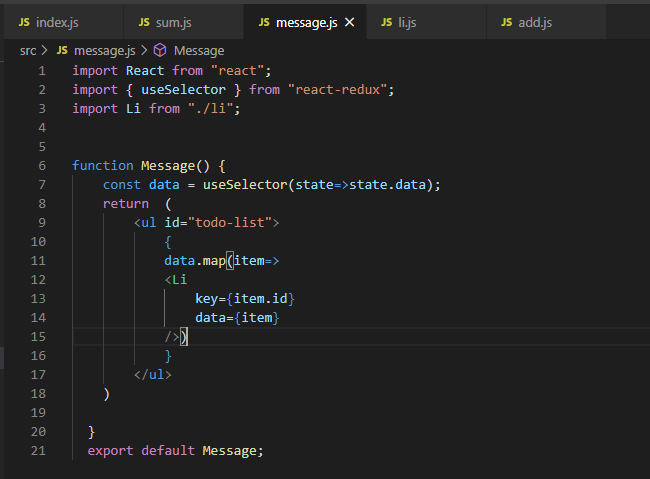 JS index.js JS sum.js JS message.js × JS li.js JS add.js
src > JS message.js > Message
1 import React from "react";
2 import { useSelector } from "react-redux";
3 import Li from "./li";
4
5
6 function Message() {
7     const data = useSelector(state=>state.data);
8     return  (
9         <ul id="todo-list">
10             {
11             data.map(item=>
12             <Li
13                 key={item.id}
14                 data={item}
15             />)
16             }
17         </ul>
18     )
19
20   }
21   export default Message;